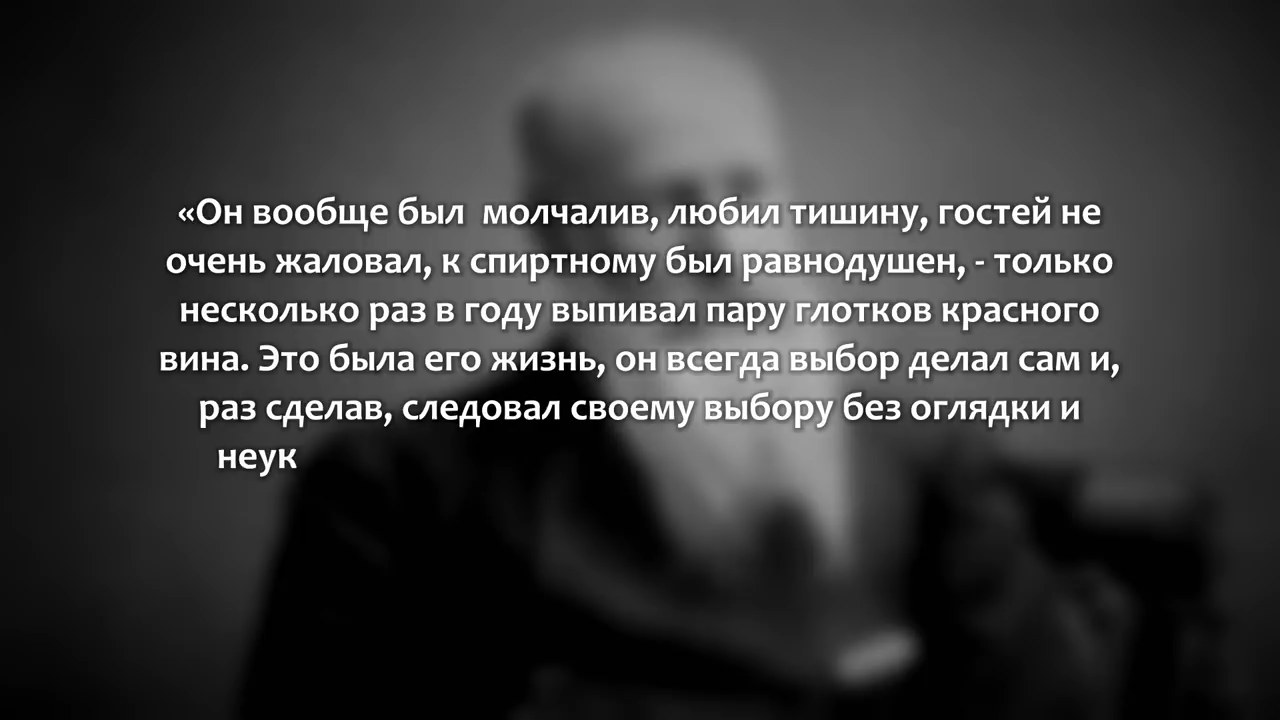 «Он вообще был  молчалив, любил тишину, гостей не
очень жаловал, к спиртному был равнодушен, - только
несколько раз в году выпивал пару глотков красного
вина. Это была его жизнь, он всегда выбор делал сам и,
раз сделав, следовал своему выбору без оглядки и
неук